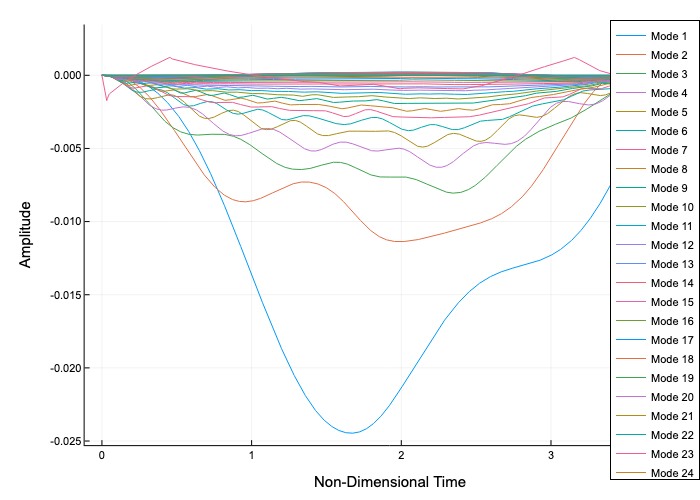 0.000
-0.005
-0.010
-0.015
-0.020
-0.025
Amplitude
0
1
2
3
Non-Dimensional Time
Mode 1
Mode 2
Mode 3
Mode 4
Mode 5
Mode 6
Mode 7
Mode 8
Mode 9
Mode 10
Mode 11
Mode 12
Mode 13
Mode 14
Mode 15
Mode 16
Mode 17
Mode 18
Mode 19
Mode 20
Mode 21
Mode 22
Mode 23
Mode 24